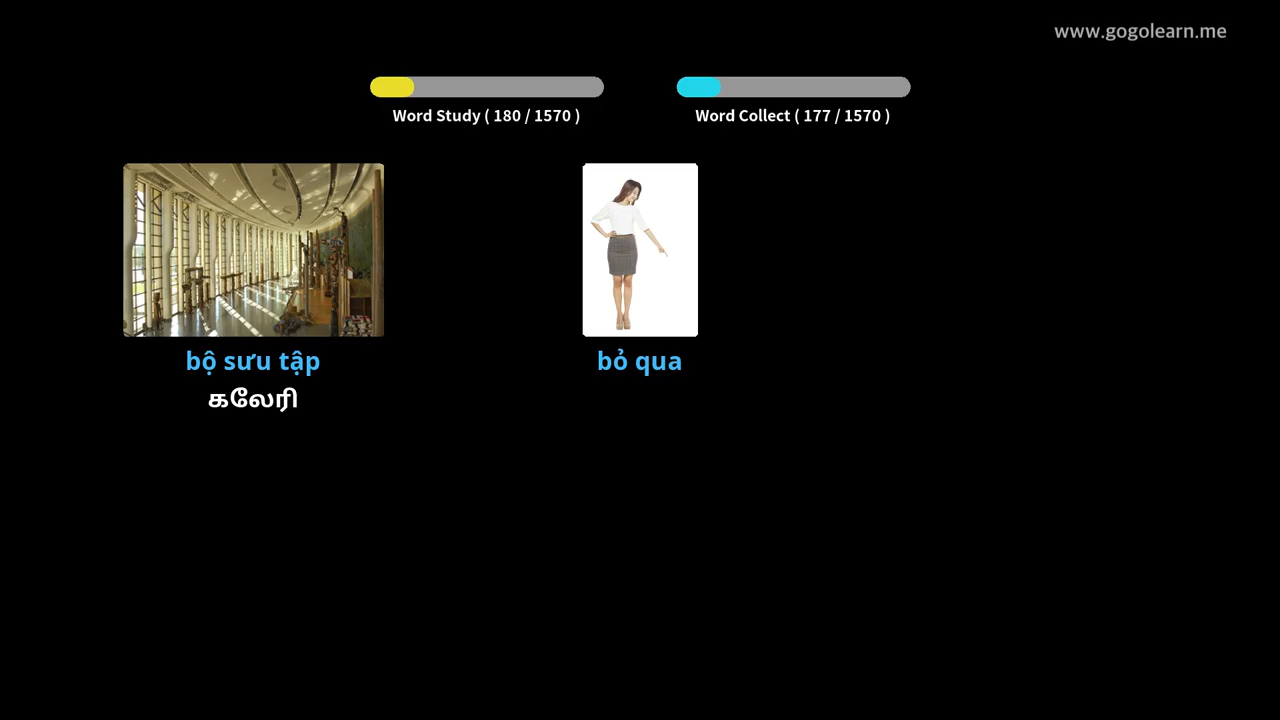 www.gogolearn.me
Word Study ( 180 / 1570 )
Word Collect ( 177 / 1570 )
bộ sưu tập
கலேரி
bỏ qua